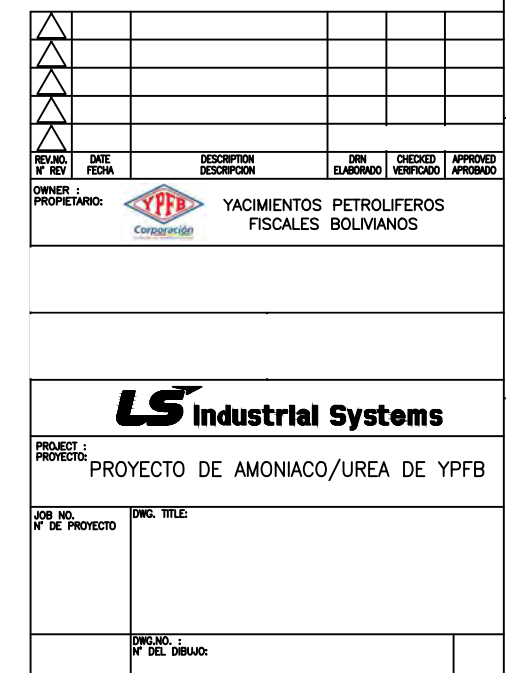 REV.NO. DATE DESCRIPTION DRN CHECKED APPROVED
N° REV FECHA DESCRIPCION ELABORADO VERIFICADO APROBADO
OWNER :
PROPIETARIO:
YPFB
Corporación
YACIMIENTOS PETROLIFEROS
FISCALES BOLIVIANOS
LS Industrial Systems
PROJECT :
PROYECTO:
PROYECTO DE AMONIACO/UREA DE YPFB
JOB NO.
N° DE PROYECTO
DWG. TITLE:
DWG.NO. :
N° DEL DIBUJO: